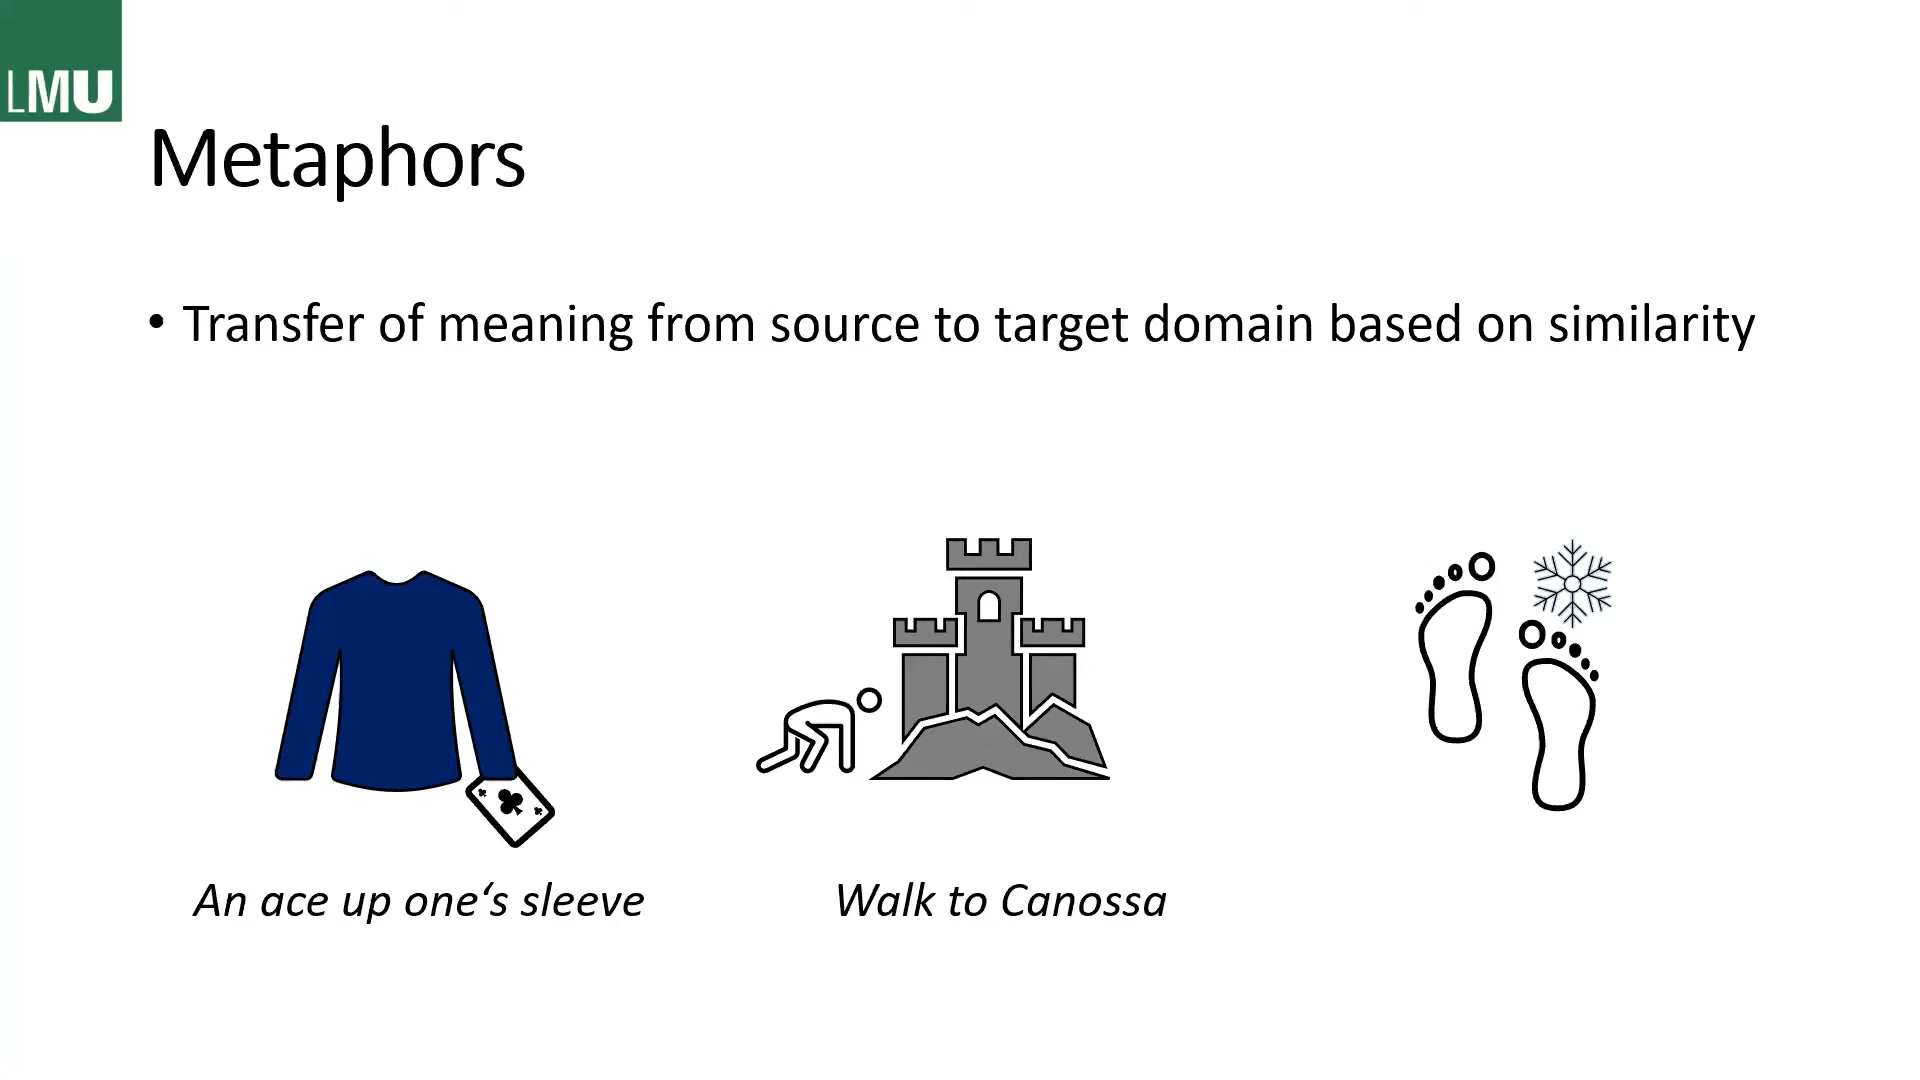 LMU
Metaphors
• Transfer of meaning from source to target domain based on similarity
An ace up one‘s sleeve
Walk to Canossa